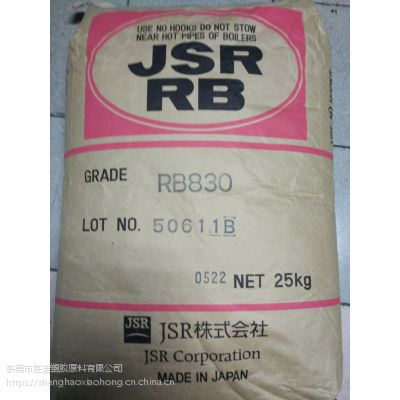 USE NO HOOKS DO NOT STOW
NEAR HOT PIPES OF BOILERS
JSR
RB
GRADE RB830
LOT NO. 50611B
0522 NET 25kg
JSR JSR株式会社
JSR Corporation
MADE IN JAPAN
https://shenghaoxiaohong.cn.china.cn